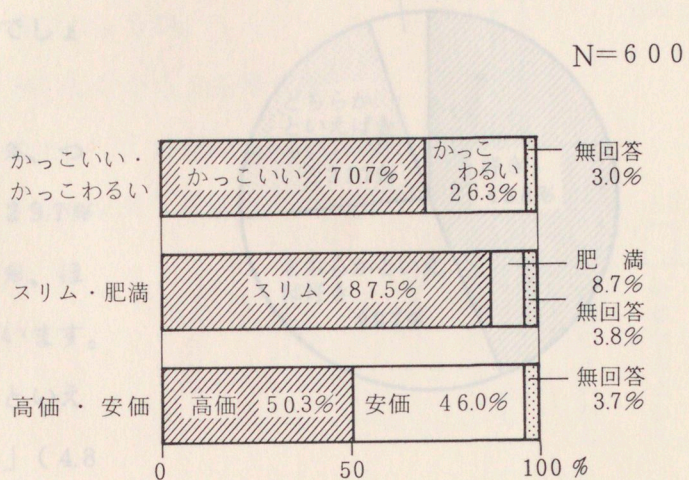 N=600
かっこいい・
かっこわるい
かっこいい 70.7%
かっこ
わるい
26.3%
無回答
3.0%
スリム・肥満
スリム 87.5%
肥 満
8.7%
無回答
3.8%
高価・安価
高価 50.3%
安価 46.0%
無回答
3.7%
0 50 100 %